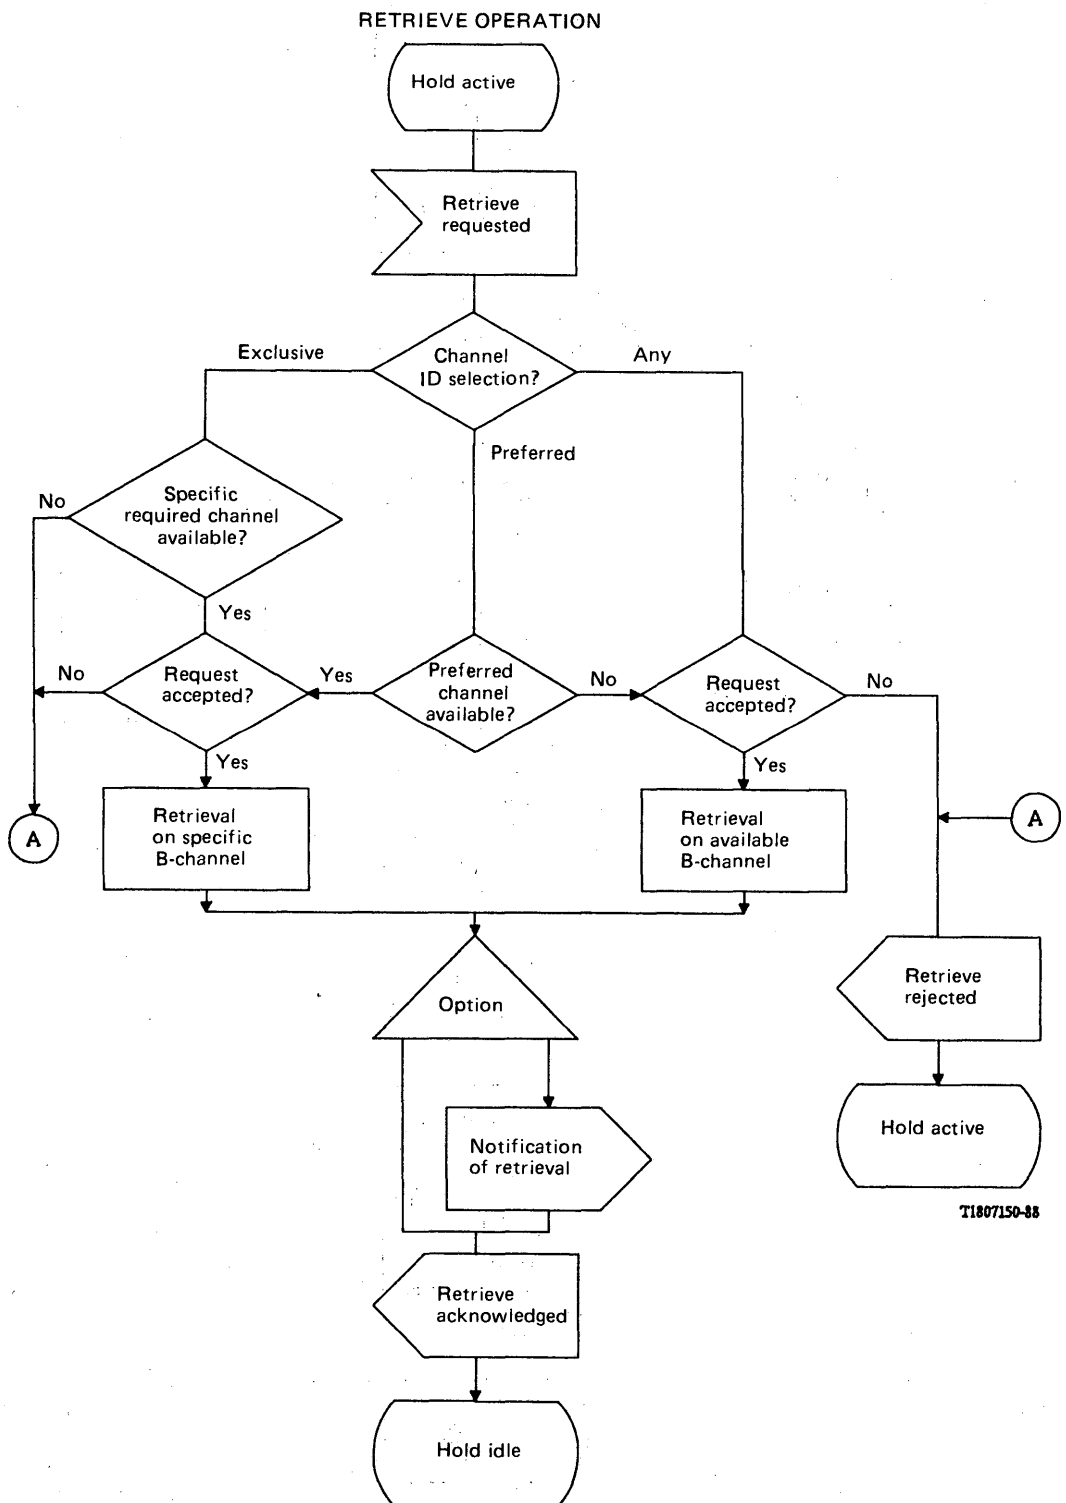 RETRIEVE OPERATION
Hold active
Retrieve
requested
Channel
ID selection?
Exclusive
Any
Preferred
Specific
required channel
available?
No
Yes
Request
accepted?
No
Yes
Preferred
channel
available?
Yes
No
Request
accepted?
No
Yes
Retrieval
on specific
B-channel
A
Retrieval
on available
B-channel
A
Option
Retrieve
rejected
Notification
of retrieval
Hold active
T1807150-88
Retrieve
acknowledged
Hold idle